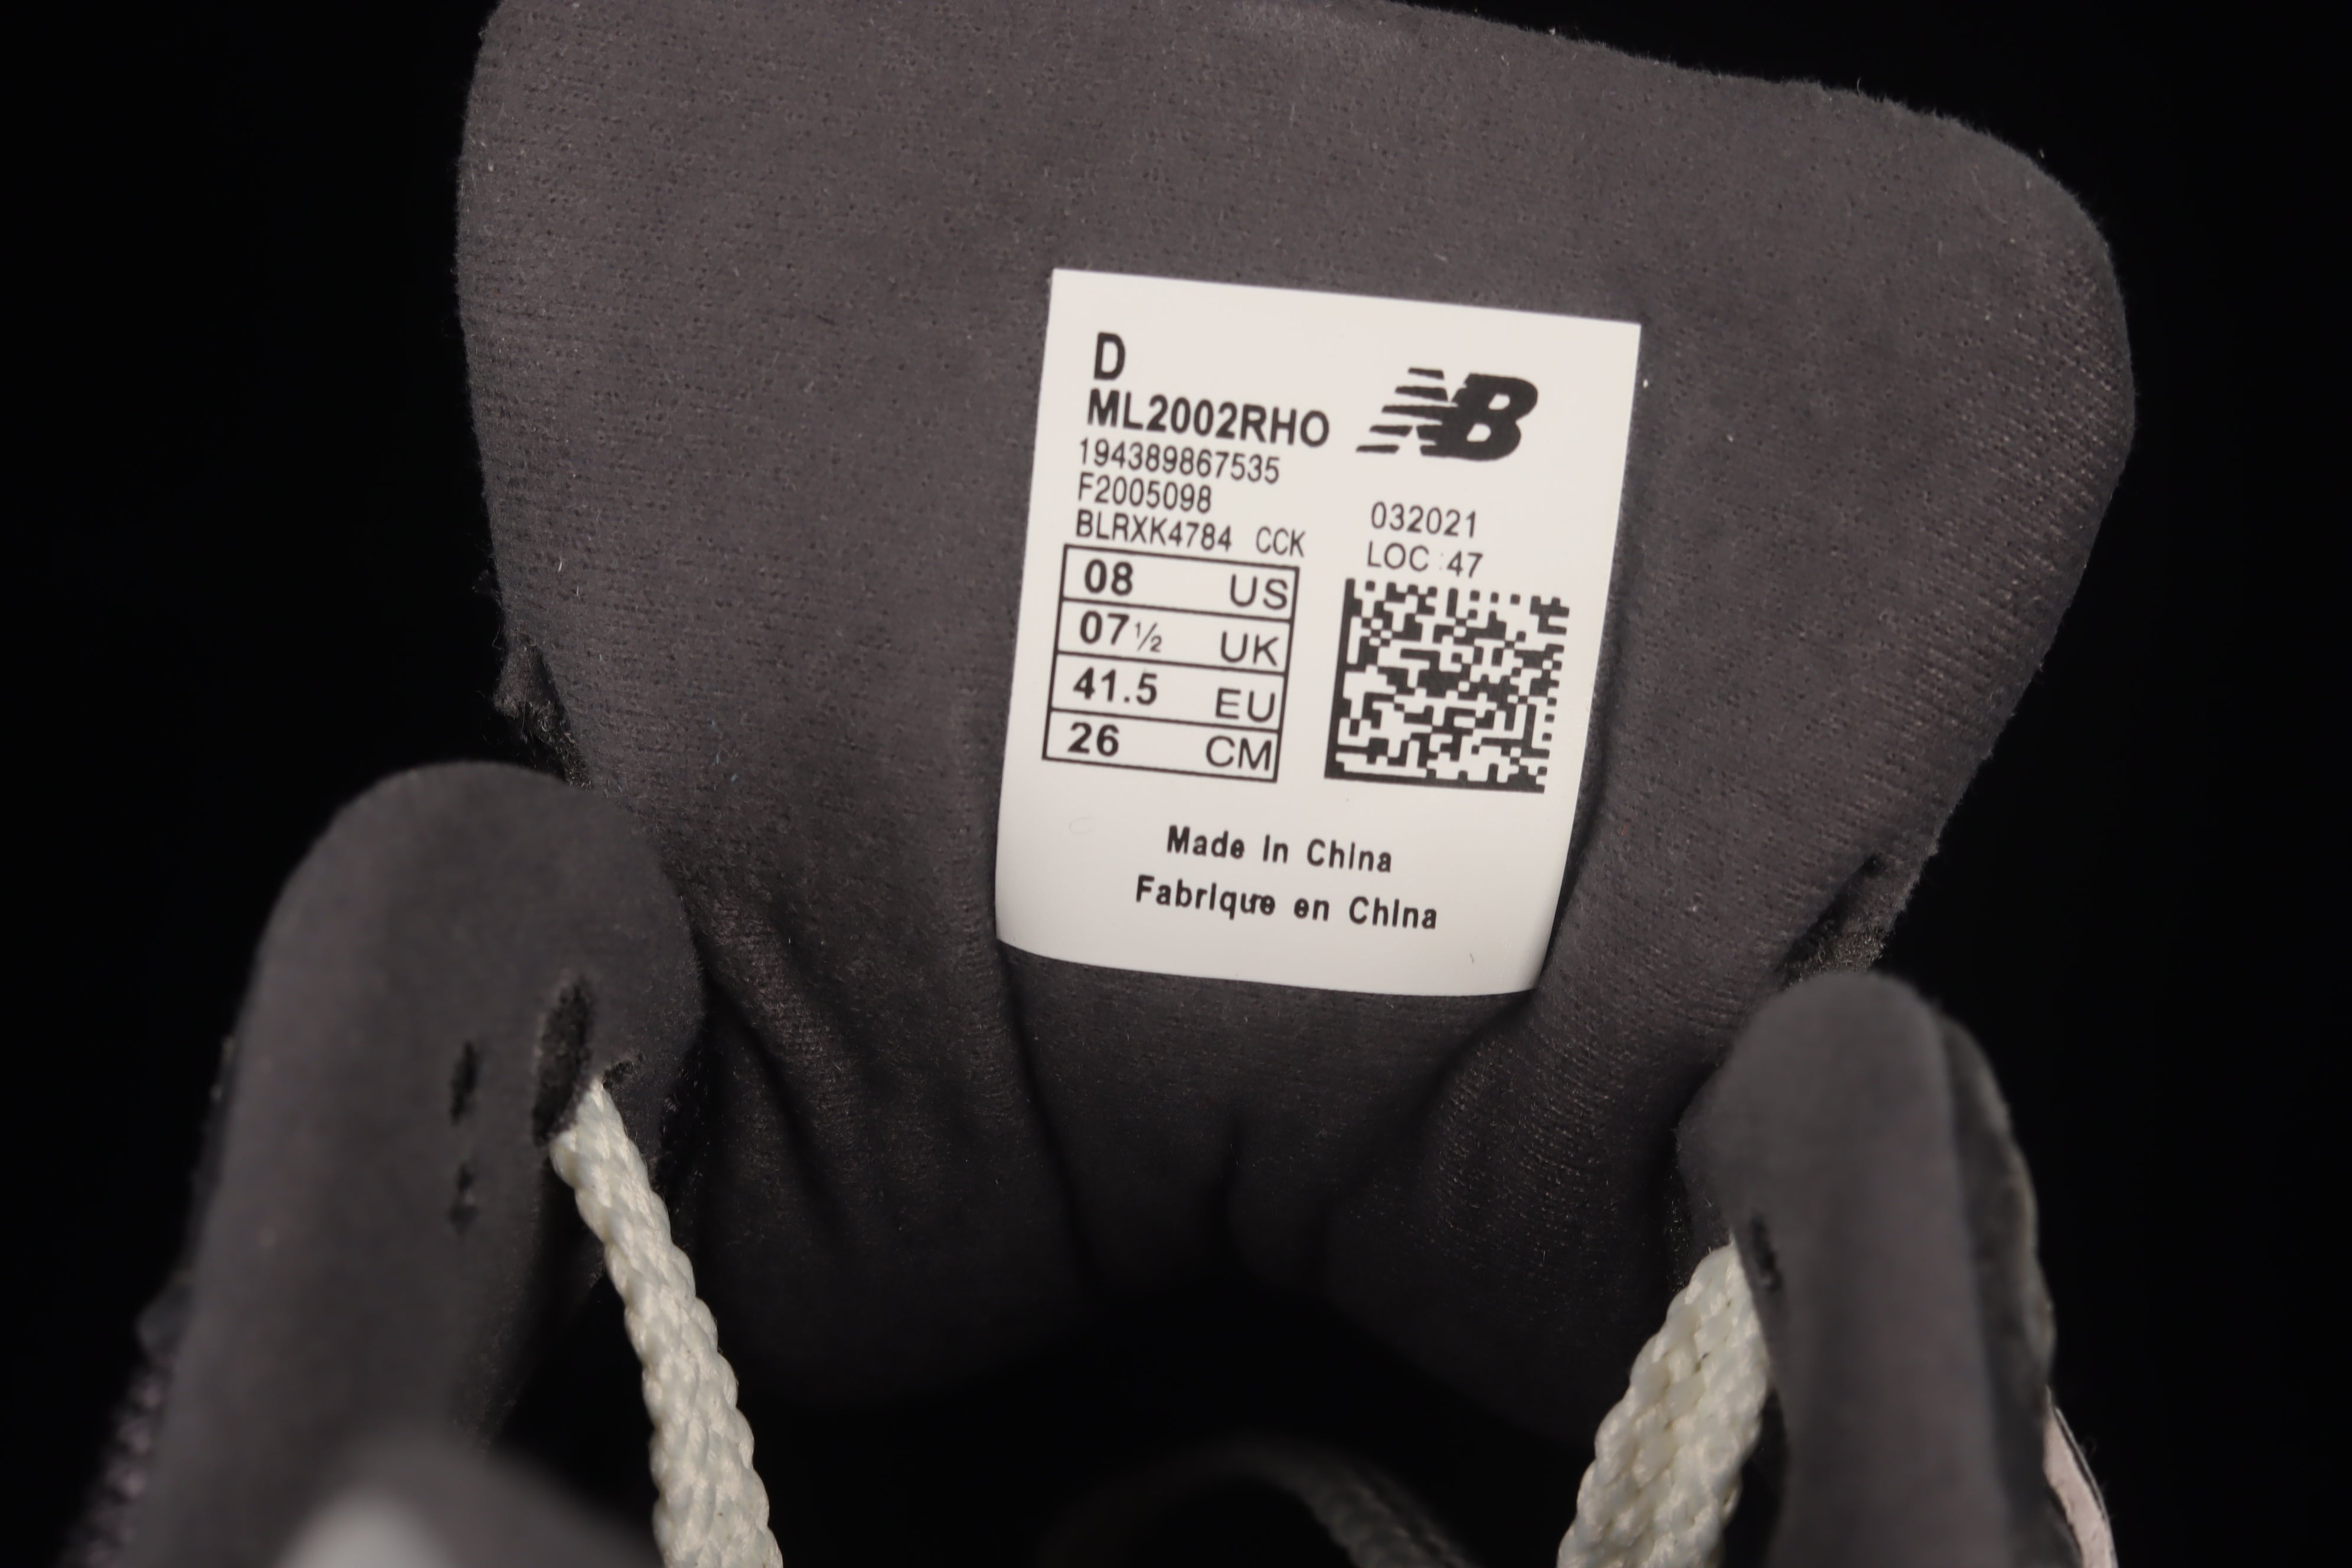 D
ML2002RHO
NB
194389867535
F2005098
BLRXK4784 CCK
032021
LOC :47
08 US
07½ UK
41.5 EU
26 CM
Made in China
Fabrique en China